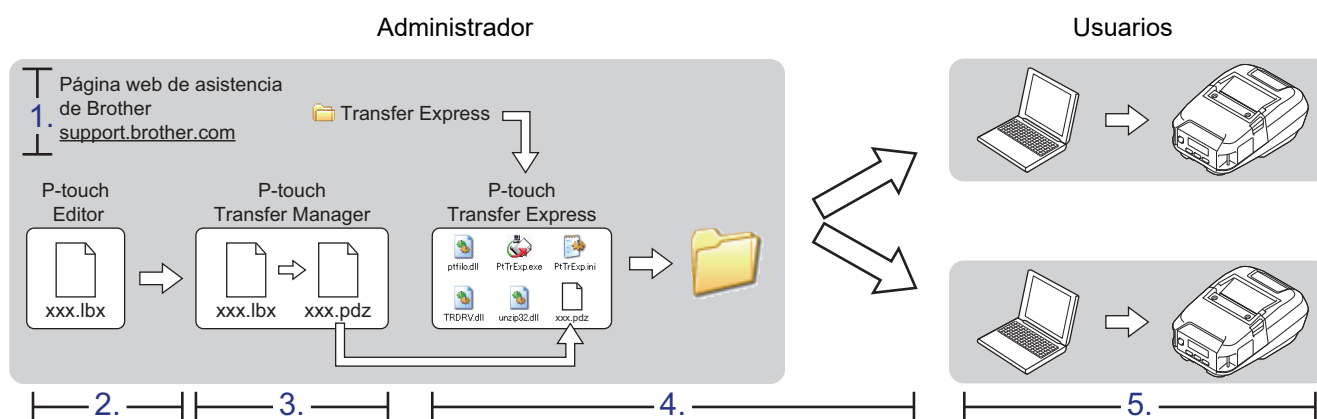 Administrador
Usuarios
1.
Página web de asistencia
de Brother
support.brother.com
Transfer Express
P-touch
Editor
xxx.lbx
P-touch
Transfer Manager
xxx.lbx
xxx.pdz
P-touch
Transfer Express
ptfilo.dll
PtTrExp.exe
PtTrExp.ini
TRDRV.dll
unzip32.dll
xxx.pdz
2.
3.
4.
5.